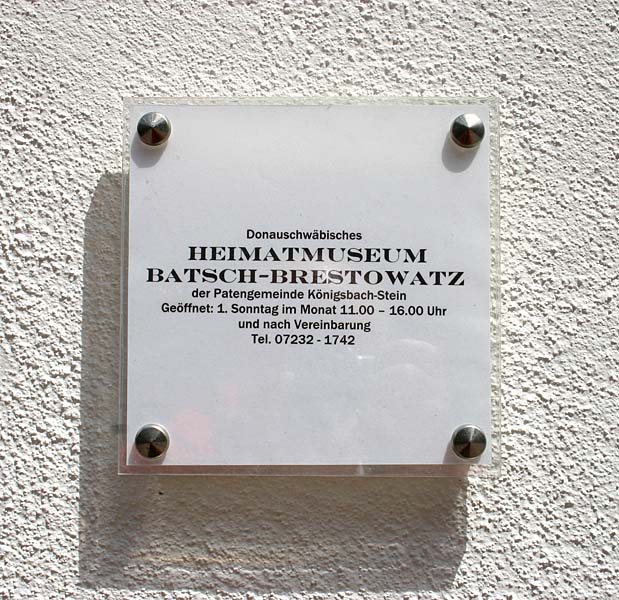 Donauschwäbisches
HEIMATMUSEUM
BATSCH-BRESTOWATZ
der Patengemeinde Königsbach-Stein
Geöffnet: 1. Sonntag im Monat 11.00 – 16.00 Uhr
und nach Vereinbarung
Tel. 07232 - 1742